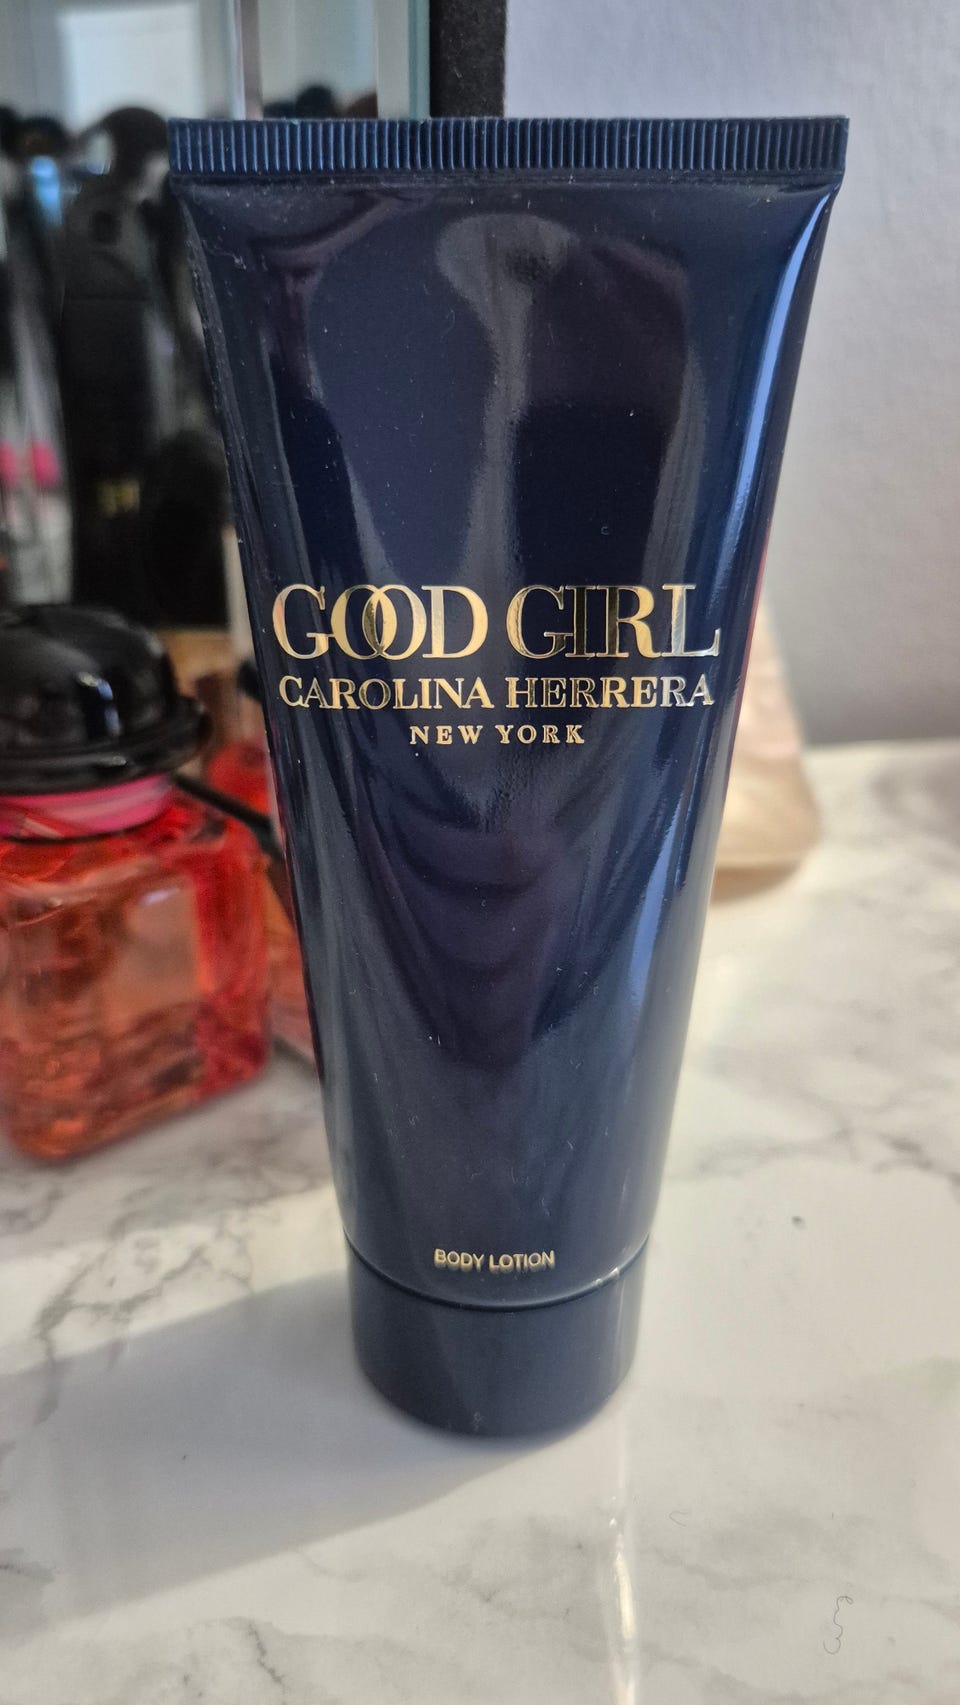 GOOD GIRL
CAROLINA HERRERA
NEW YORK
BODY LOTION